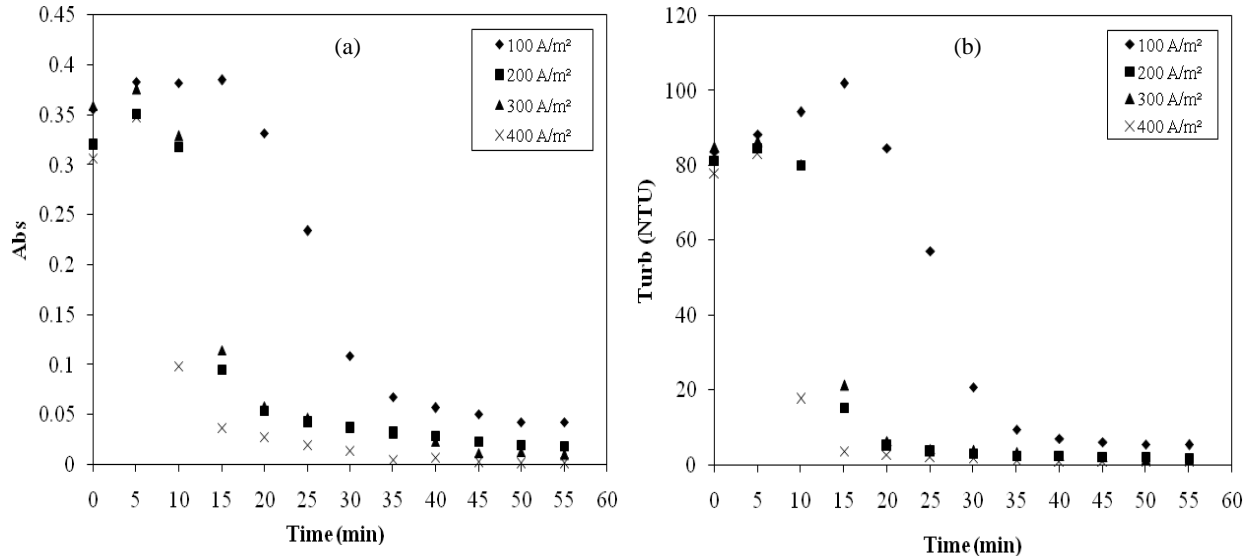 (a)
0.45
0.4
0.35
0.3
0.25
0.2
0.15
0.1
0.05
0
Abs
0 5 10 15 20 25 30 35 40 45 50 55 60
Time (min)
100 A/m²
200 A/m²
300 A/m²
400 A/m²
(b)
120
100
80
60
40
20
0
Turb (NTU)
0 5 10 15 20 25 30 35 40 45 50 55 60
Time (min)
100 A/m²
200 A/m²
300 A/m²
400 A/m²